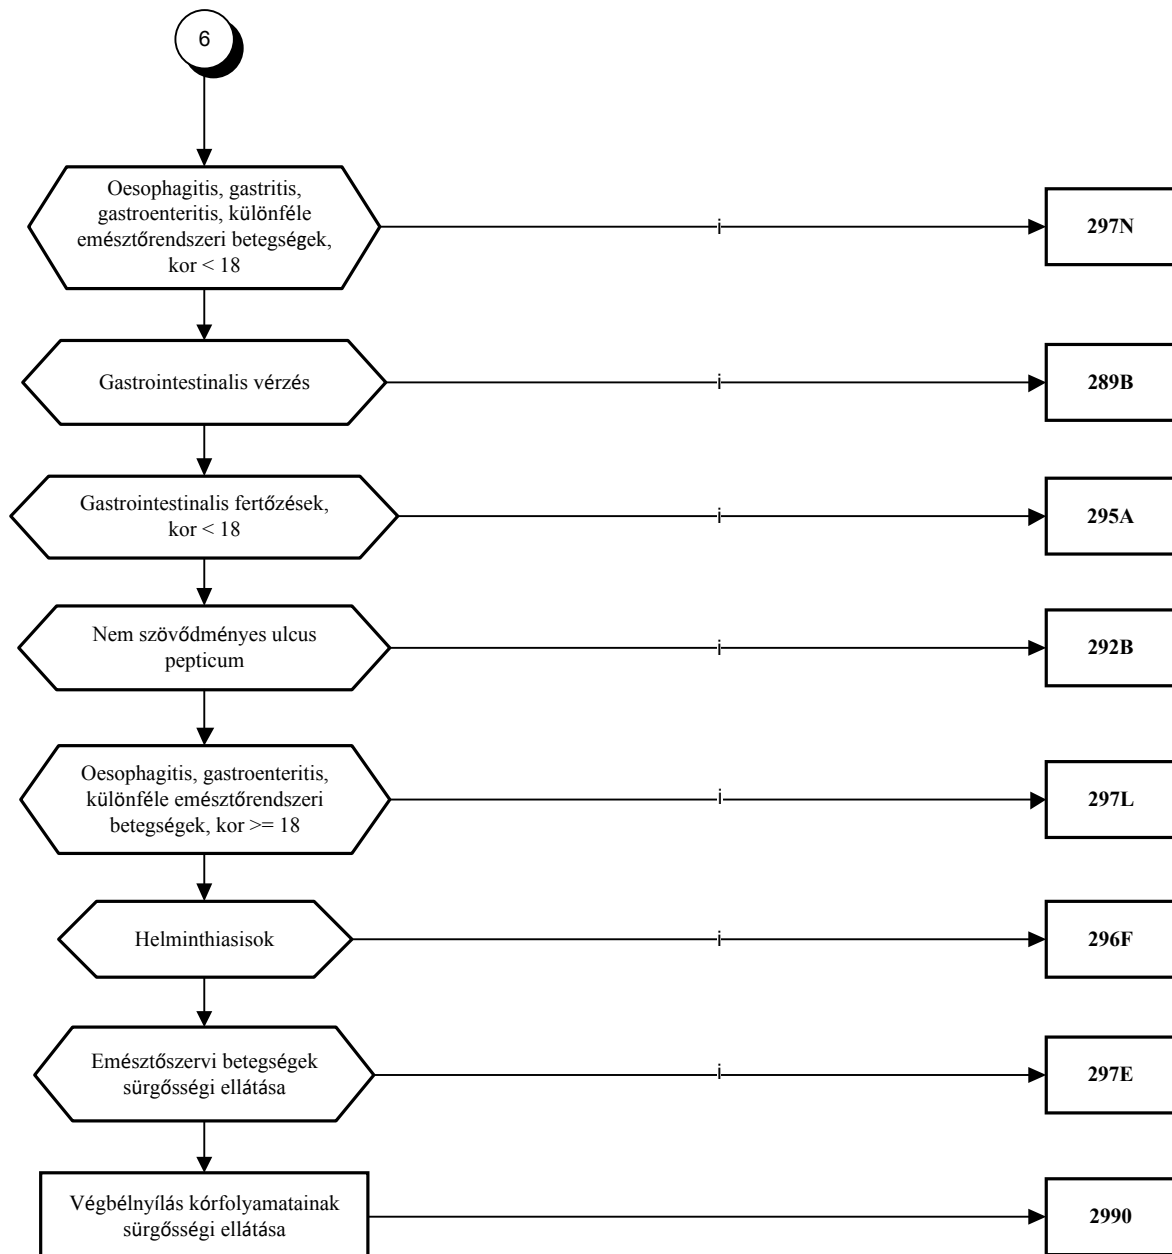 6
Oesophagitis, gastritis,
gastroenteritis, különféle
emésztőrendszeri betegségek,
kor < 18
i
297N
Gastrointestinalis vérzés
i
289B
Gastrointestinalis fertőzések,
kor < 18
i
295A
Nem szövődményes ulcus
pepticum
i
292B
Oesophagitis, gastroenteritis,
különféle emésztőrendszeri
betegségek, kor >= 18
i
297L
Helminthiasisok
i
296F
Emésztőszervi betegségek
sürgősségi ellátása
i
297E
Végbélnyílás kórfolyamatainak
sürgősségi ellátása
2990